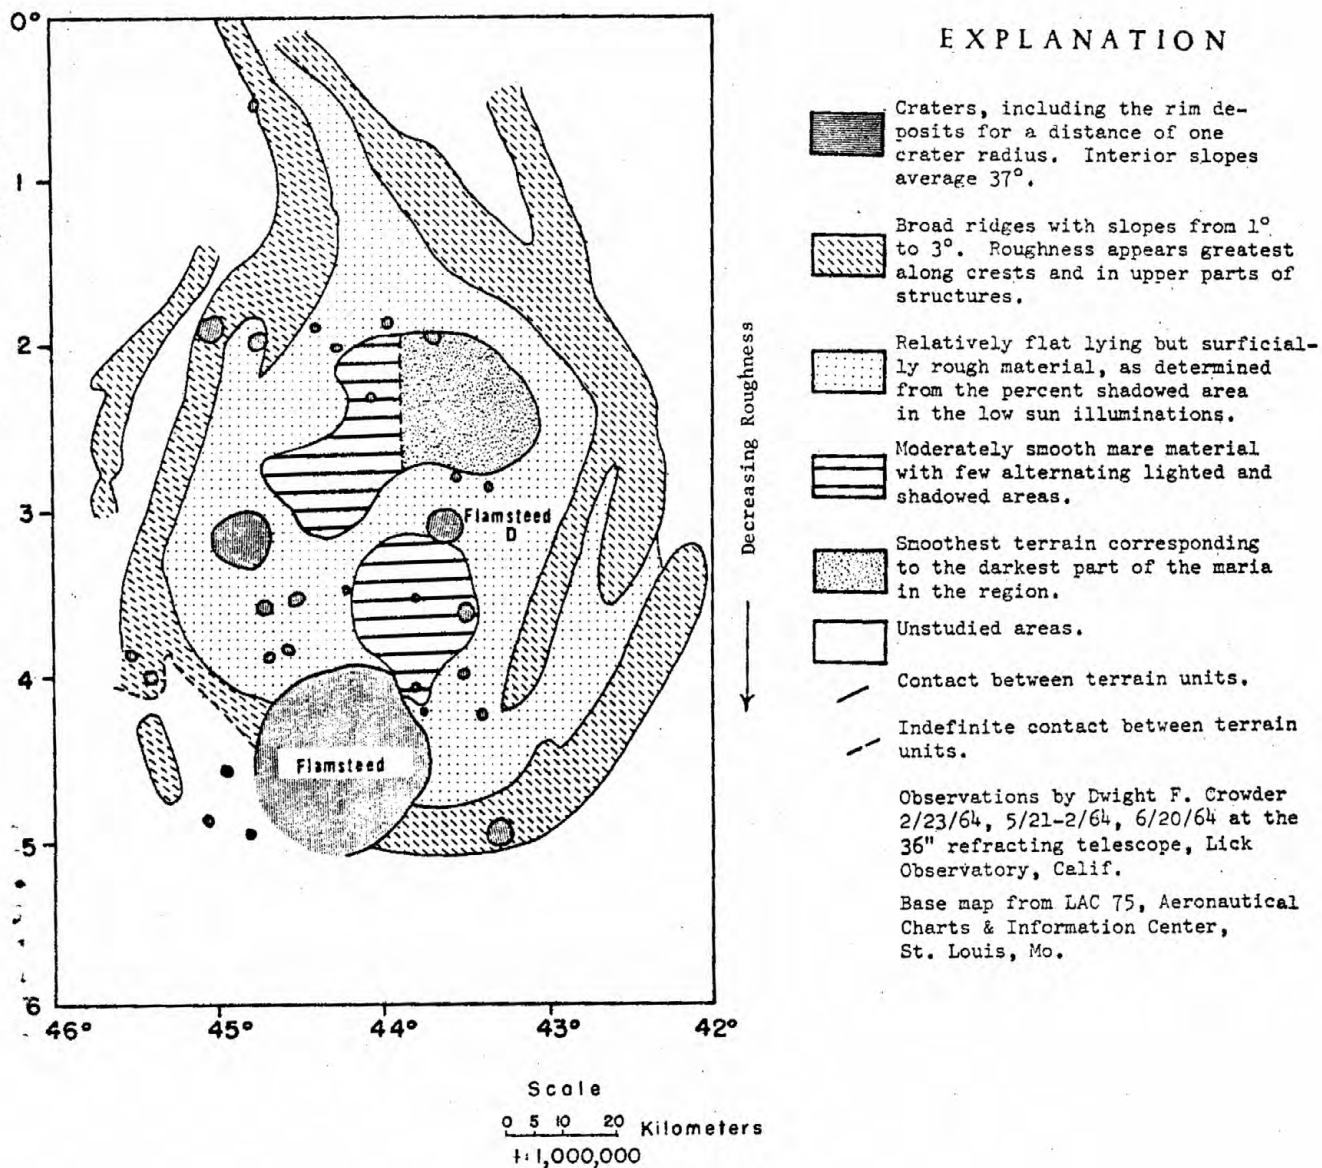 0°
1
2
3
4
5
6
46°
45°
44°
43°
42°
Flamsteed
D
Flamsteed
Scale
0 5 10 20 Kilometers
1:1,000,000
Decreasing Roughness
EXPLANATION
Craters, including the rim de-
posits for a distance of one
crater radius. Interior slopes
average 37°.
Broad ridges with slopes from 1°
to 3°. Roughness appears greatest
along crests and in upper parts of
structures.
Relatively flat lying but surficial-
ly rough material, as determined
from the percent shadowed area
in the low sun illuminations.
Moderately smooth mare material
with few alternating lighted and
shadowed areas.
Smoothest terrain corresponding
to the darkest part of the maria
in the region.
Unstudied areas.
Contact between terrain units.
Indefinite contact between terrain
units.
Observations by Dwight F. Crowder
2/23/64, 5/21-2/64, 6/20/64 at the
36" refracting telescope, Lick
Observatory, Calif.
Base map from LAC 75, Aeronautical
Charts & Information Center,
St. Louis, Mo.